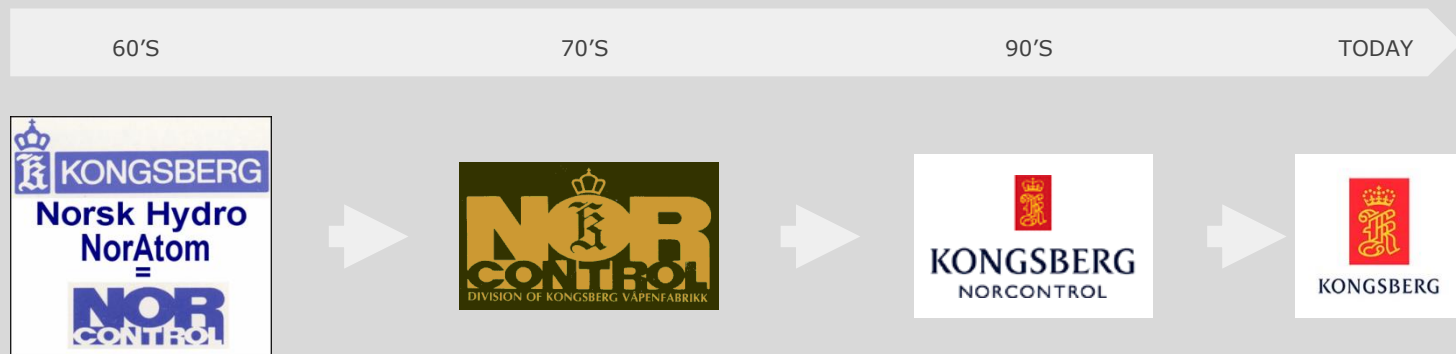 60’S
70’S
90’S
TODAY
K KONGSBERG
Norsk Hydro
NorAtom
=
NOR
CONTROL
NOR
K
CONTROL
DIVISION OF KONGSBERG VÅPENFABRIKK
KONGSBERG
NORCONTROL
KONGSBERG